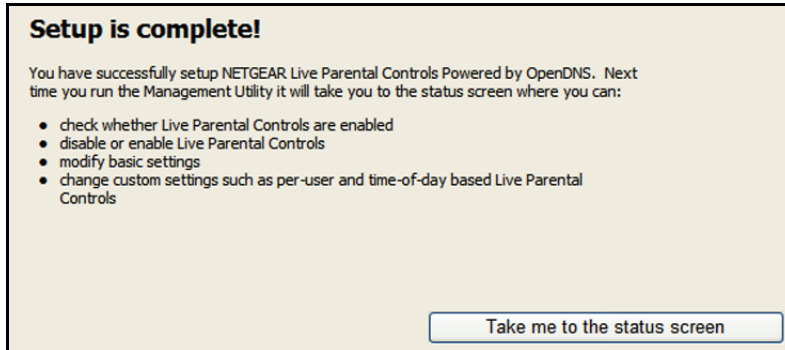 Setup is complete!
You have successfully setup NETGEAR Live Parental Controls Powered by OpenDNS.  Next
time you run the Management Utility it will take you to the status screen where you can:
● check whether Live Parental Controls are enabled
● disable or enable Live Parental Controls
● modify basic settings
● change custom settings such as per-user and time-of-day based Live Parental
Controls
Take me to the status screen